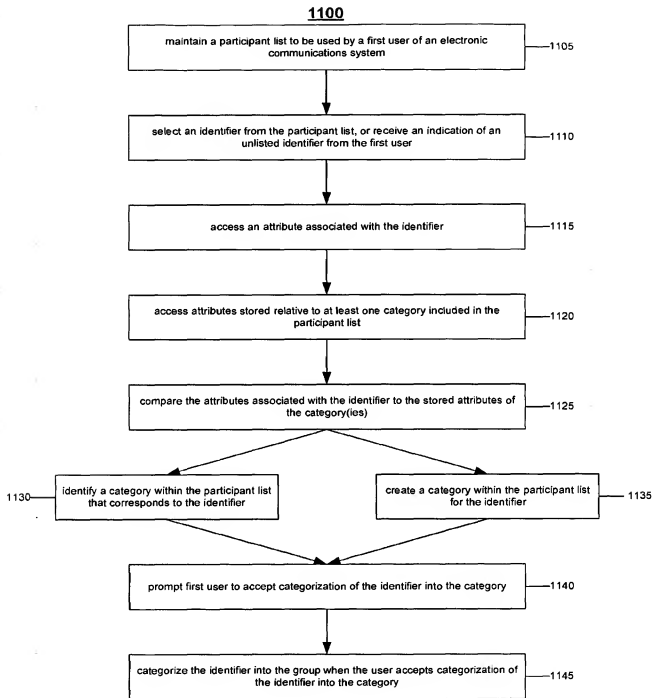 1100
maintain a participant list to be used by a first user of an electronic
communications system
1105
select an identifier from the participant list, or receive an indication of an
unlisted identifier from the first user
1110
access an attribute associated with the identifier
1115
access attributes stored relative to at least one category included in the
participant list
1120
compare the attributes associated with the identifier to the stored attributes of
the category(ies)
1125
1130
identify a category within the participant list
that corresponds to the identifier
create a category within the participant list
for the identifier
1135
prompt first user to accept categorization of the identifier into the category
1140
categorize the identifier into the group when the user accepts categorization of
the identifier into the category
1145